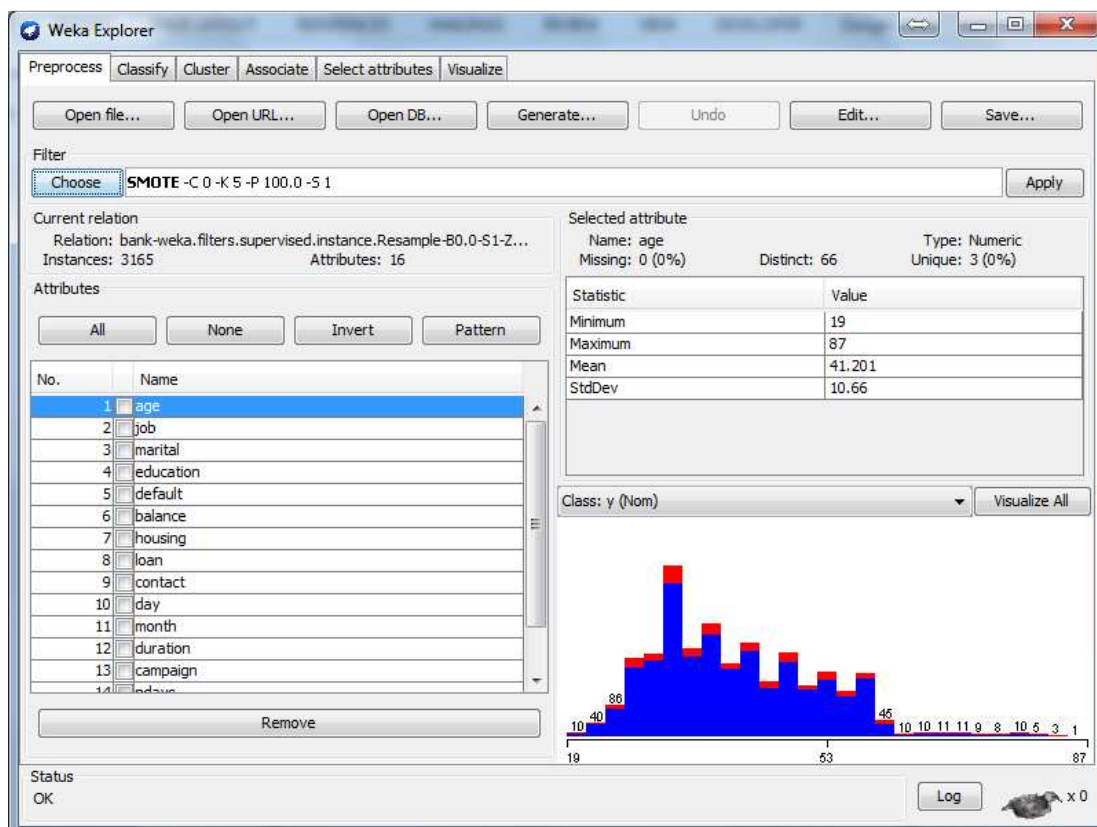 Weka Explorer
Preprocess Classify Cluster Associate Select attributes Visualize
Open file... Open URL... Open DB... Generate... Undo Edit... Save...
Filter
Choose SMOTE -C 0 -K 5 -P 100.0 -S 1 Apply
Current relation
Relation: bank-weka.filters.supervised.instance.Resample-B0.0-S1-Z...
Instances: 3165 Attributes: 16
Attributes
All None Invert Pattern
No. Name
1 age
2 job
3 marital
4 education
5 default
6 balance
7 housing
8 loan
9 contact
10 day
11 month
12 duration
13 campaign
14 pdays
Remove
Selected attribute
Name: age Type: Numeric
Missing: 0 (0%) Distinct: 66 Unique: 3 (0%)
Statistic Value
Minimum 19
Maximum 87
Mean 41.201
StdDev 10.66
Class: y (Nom) Visualize All
10 40 86 45 10 10 11 11 9 8 10 5 3 1
19 53 87
Status
OK Log x 0